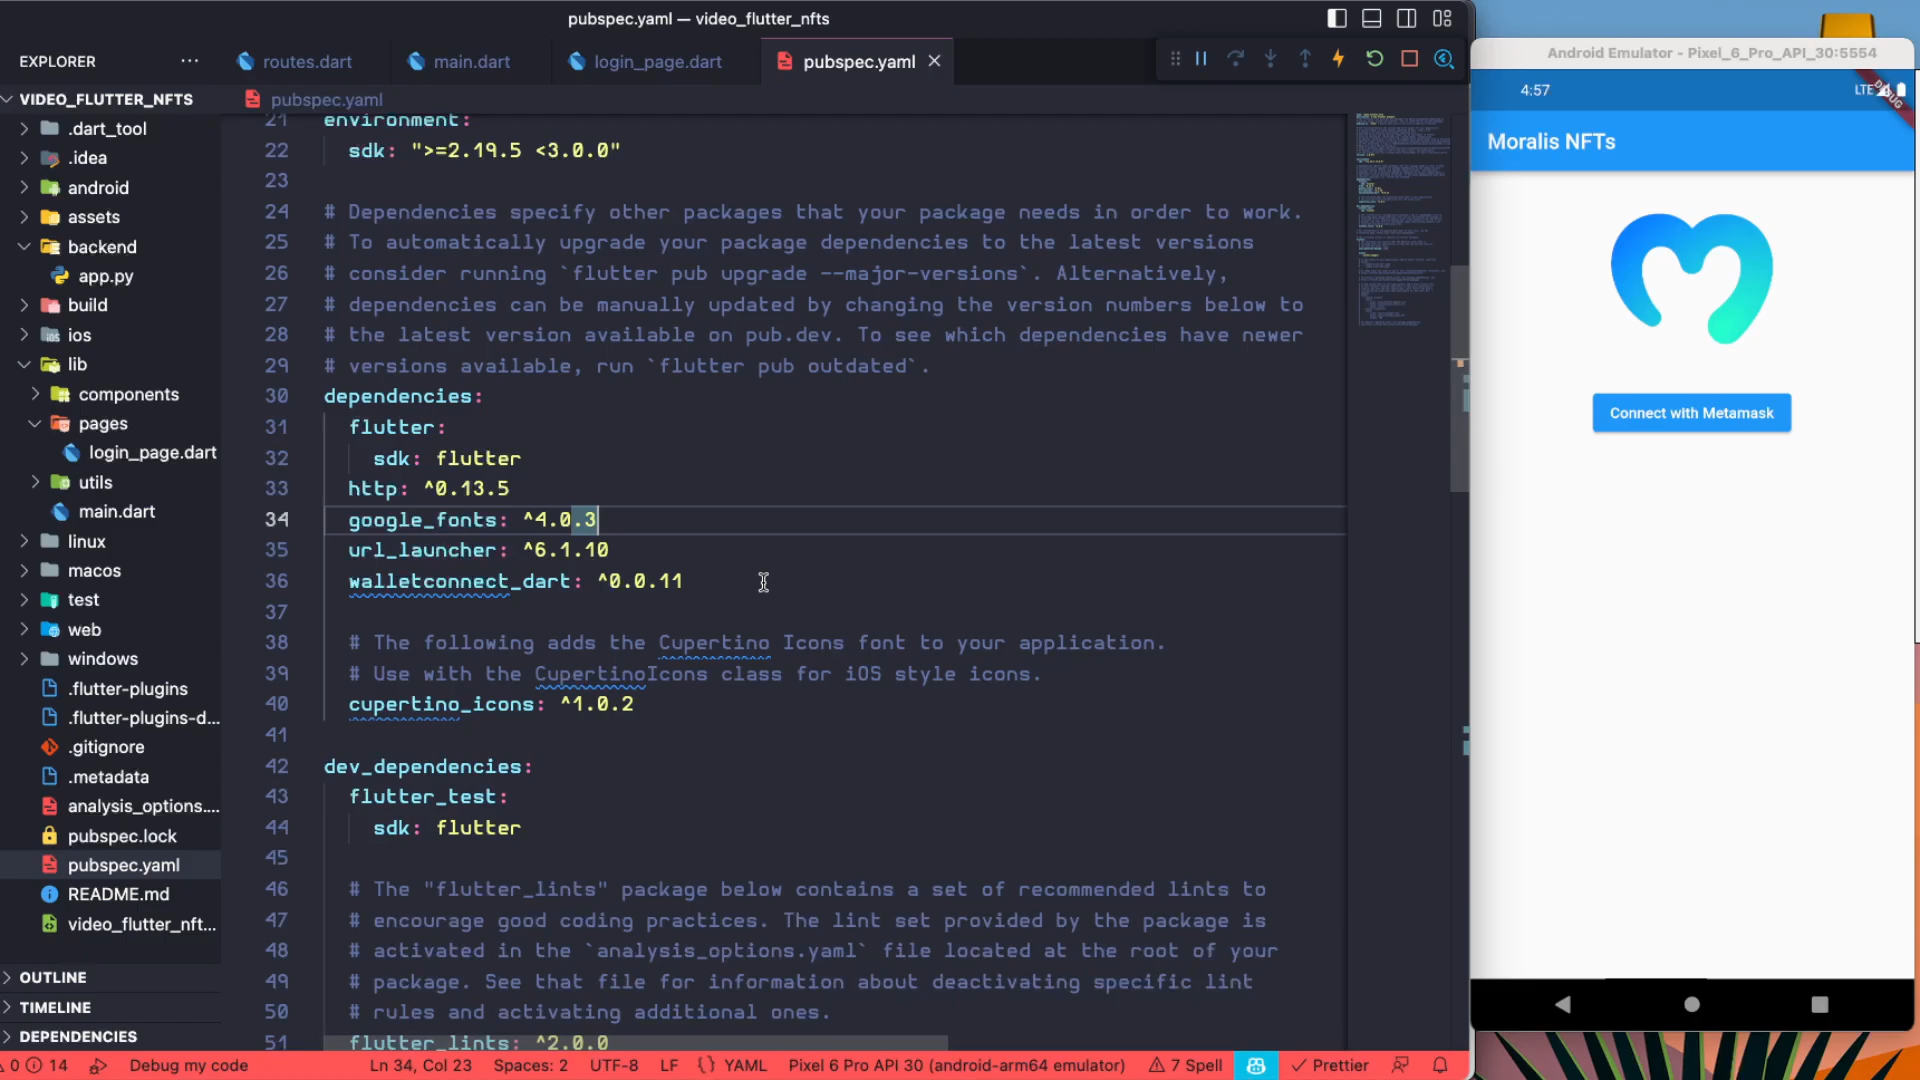 pubspec.yaml — video_flutter_nfts
EXPLORER
routes.dart
main.dart
login_page.dart
pubspec.yaml
VIDEO_FLUTTER_NFTS
pubspec.yaml
.dart_tool
.idea
android
assets
backend
app.py
build
ios
lib
components
pages
login_page.dart
utils
main.dart
linux
macos
test
web
windows
.flutter-plugins
.flutter-plugins-d...
.gitignore
.metadata
analysis_options....
pubspec.lock
pubspec.yaml
README.md
video_flutter_nft...
OUTLINE
TIMELINE
DEPENDENCIES
21 environment:
22 sdk: ">=2.19.5 <3.0.0"
23
24 # Dependencies specify other packages that your package needs in order to work.
25 # To automatically upgrade your package dependencies to the latest versions
26 # consider running `flutter pub upgrade --major-versions`. Alternatively,
27 # dependencies can be manually updated by changing the version numbers below to
28 # the latest version available on pub.dev. To see which dependencies have newer
29 # versions available, run `flutter pub outdated`.
30 dependencies:
31 flutter:
32 sdk: flutter
33 http: ^0.13.5
34 google_fonts: ^4.0.3
35 url_launcher: ^6.1.10
36 walletconnect_dart: ^0.0.11
37
38 # The following adds the Cupertino Icons font to your application.
39 # Use with the CupertinoIcons class for iOS style icons.
40 cupertino_icons: ^1.0.2
41
42 dev_dependencies:
43 flutter_test:
44 sdk: flutter
45
46 # The "flutter_lints" package below contains a set of recommended lints to
47 # encourage good coding practices. The lint set provided by the package is
48 # activated in the `analysis_options.yaml` file located at the root of your
49 # package. See that file for information about deactivating specific lint
50 # rules and activating additional ones.
51 flutter_lints: ^2.0.0
0 14 Debug my code Ln 34, Col 23 Spaces: 2 UTF-8 LF {} YAML Pixel 6 Pro API 30 (android-arm64 emulator) 7 Spell Prettier
Android Emulator - Pixel_6_Pro_API_30:5554
4:57 LTE
DEBUG
Moralis NFTs
Connect with Metamask